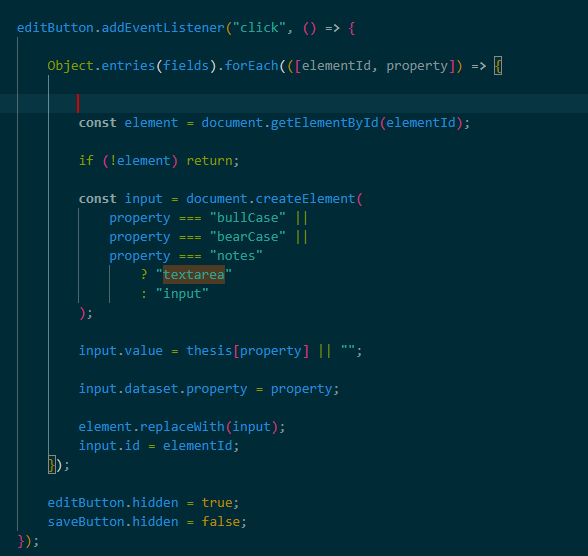 editButton.addEventListener("click", () => {
Object.entries(fields).forEach(([elementId, property]) => {
const element = document.getElementById(elementId);
if (!element) return;
const input = document.createElement(
property === "bullCase" ||
property === "bearCase" ||
property === "notes"
? "textarea"
: "input"
);
input.value = thesis[property] || "";
input.dataset.property = property;
element.replaceWith(input);
input.id = elementId;
});
editButton.hidden = true;
saveButton.hidden = false;
});